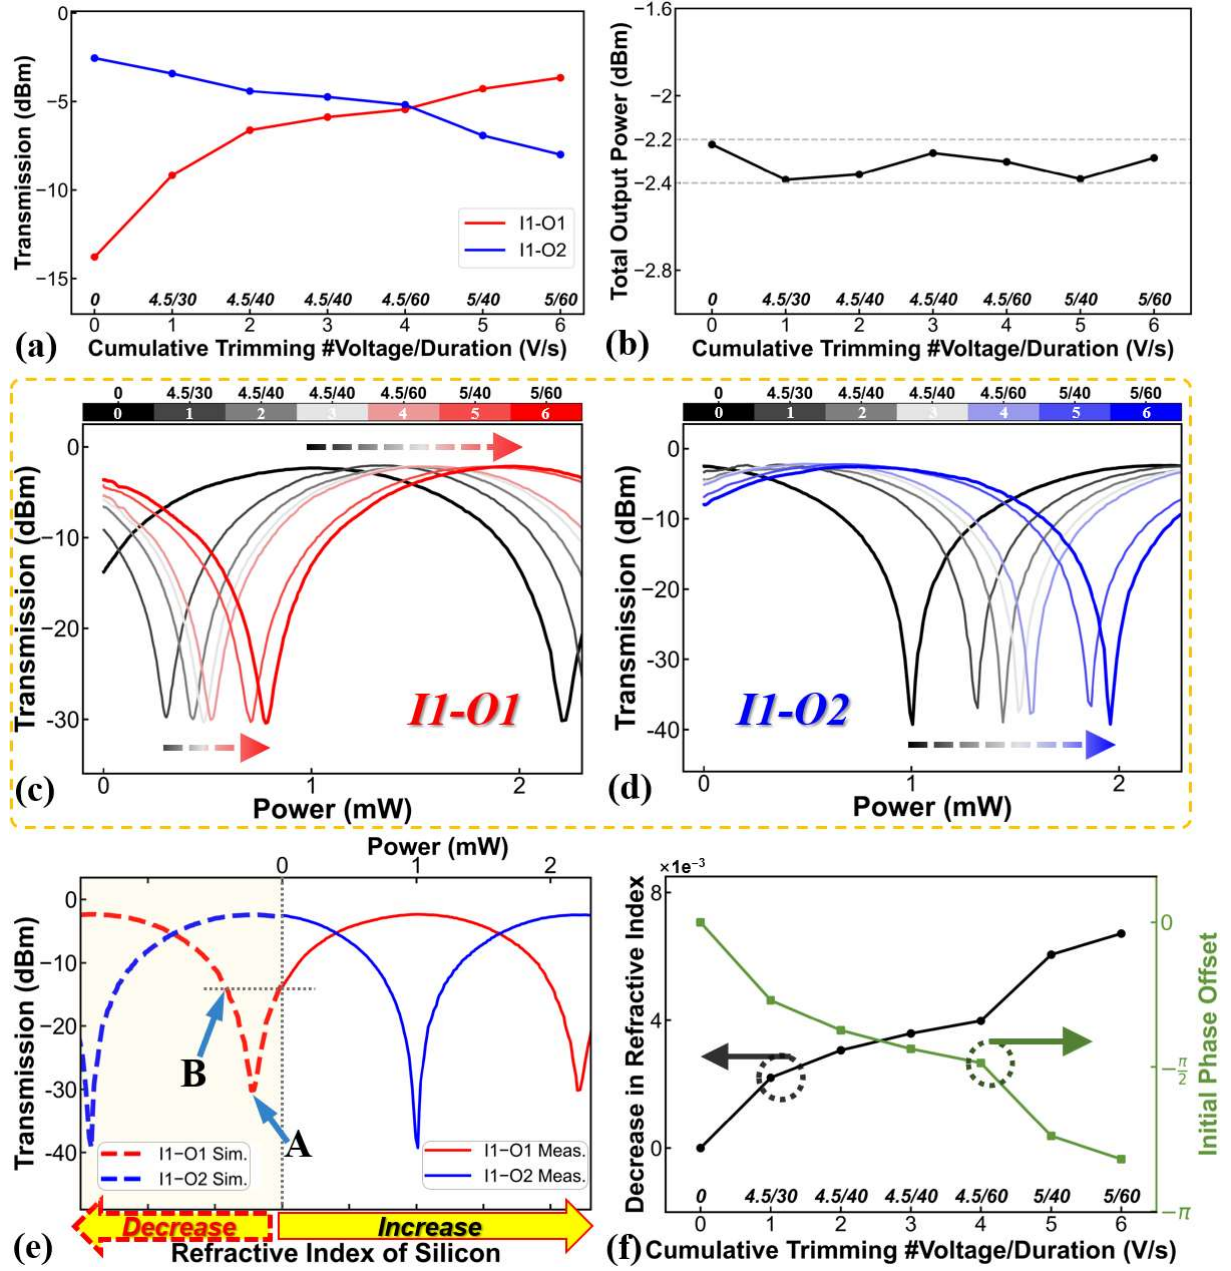 0
−5
−10
−15
Transmission (dBm)
I1-O1
I1-O2
0 4.5/30 4.5/40 4.5/40 4.5/60 5/40 5/60
0 1 2 3 4 5 6
(a) Cumulative Trimming #Voltage/Duration (V/s)
−1.6
−2
−2.2
−2.4
−2.8
Total Output Power (dBm)
0 4.5/30 4.5/40 4.5/40 4.5/60 5/40 5/60
0 1 2 3 4 5 6
(b) Cumulative Trimming #Voltage/Duration (V/s)
0 4.5/30 4.5/40 4.5/40 4.5/60 5/40 5/60
0 1 2 3 4 5 6
0
−10
−20
−30
Transmission (dBm)
I1-O1
0 1 2
(c) Power (mW)
0 4.5/30 4.5/40 4.5/40 4.5/60 5/40 5/60
0 1 2 3 4 5 6
0
−10
−20
−30
−40
Transmission (dBm)
I1-O2
0 1 2
(d) Power (mW)
Power (mW)
0 1 2
0
−10
−20
−30
−40
Transmission (dBm)
B
A
I1−O1 Sim.
I1−O2 Sim.
I1−O1 Meas.
I1−O2 Meas.
Decrease Increase
(e) Refractive Index of Silicon
×1e⁻³
8
4
0
Decrease in Refractive Index
0
−π/2
−π
Initial Phase Offset
0 4.5/30 4.5/40 4.5/40 4.5/60 5/40 5/60
0 1 2 3 4 5 6
(f) Cumulative Trimming #Voltage/Duration (V/s)